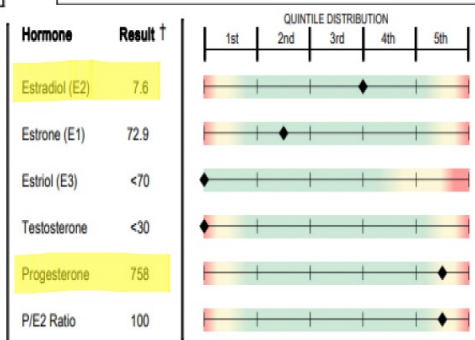 QUINTILE DISTRIBUTION
Hormone Result † 1st 2nd 3rd 4th 5th
Estradiol (E2) 7.6
Estrone (E1) 72.9
Estriol (E3) <70
Testosterone <30
Progesterone 758
P/E2 Ratio 100